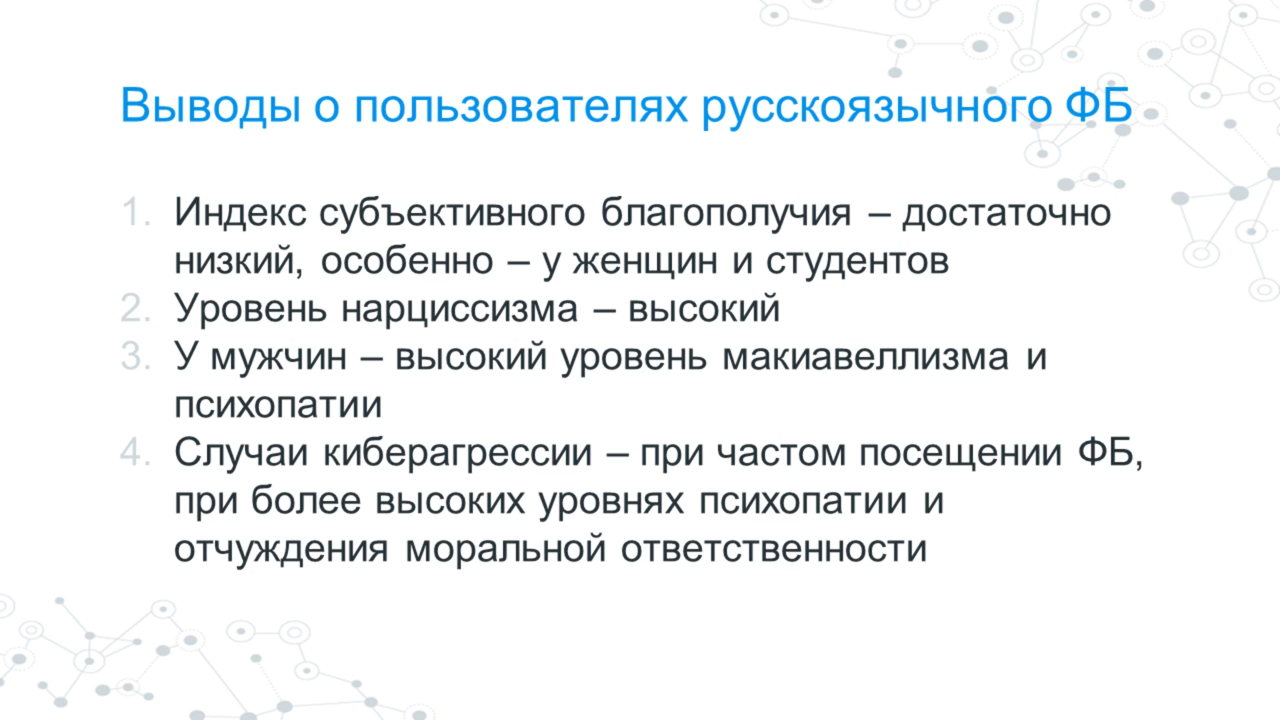 Выводы о пользователях русскоязычного ФБ
1. Индекс субъективного благополучия – достаточно
низкий, особенно – у женщин и студентов
2. Уровень нарциссизма – высокий
3. У мужчин – высокий уровень макиавеллизма и
психопатии
4. Случаи киберагрессии – при частом посещении ФБ,
при более высоких уровнях психопатии и
отчуждения моральной ответственности